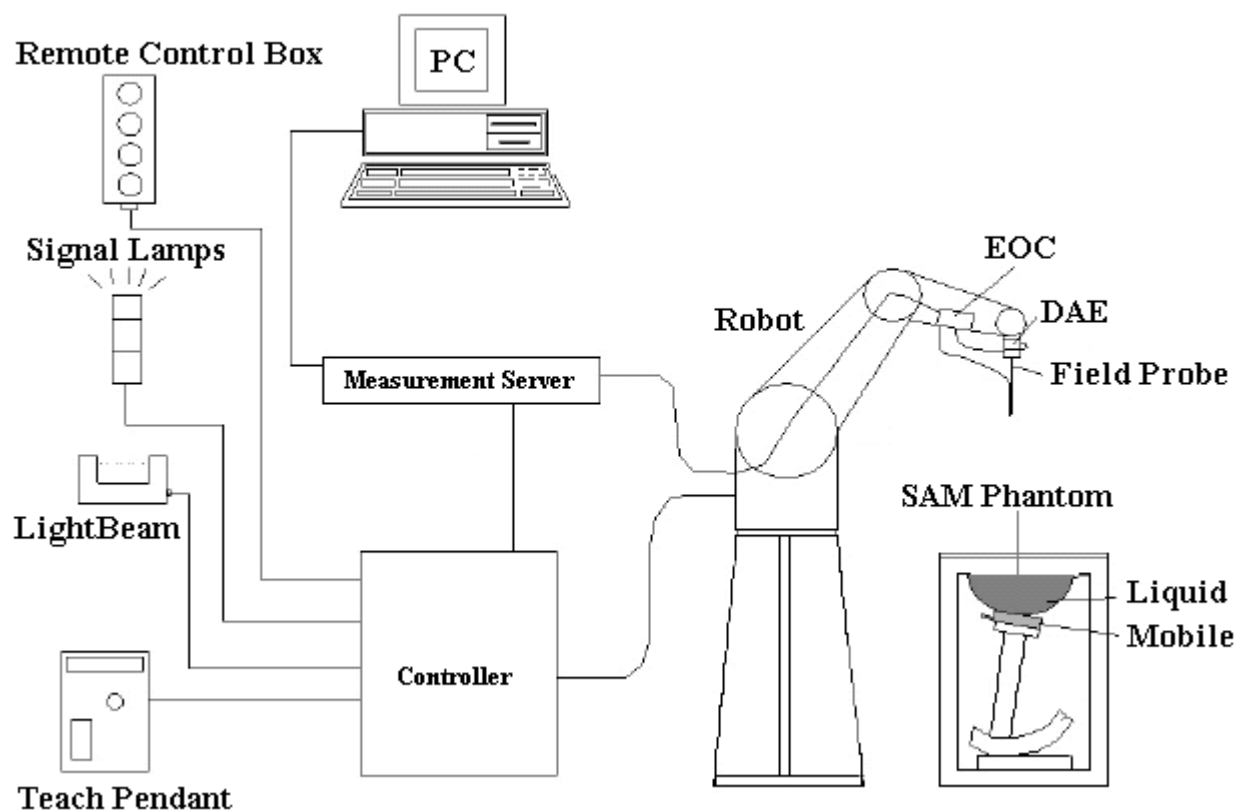 Remote Control Box
PC
Signal Lamps
EOC
Robot
DAE
Measurement Server
Field Probe
LightBeam
SAM Phantom
Liquid
Mobile
Controller
Teach Pendant